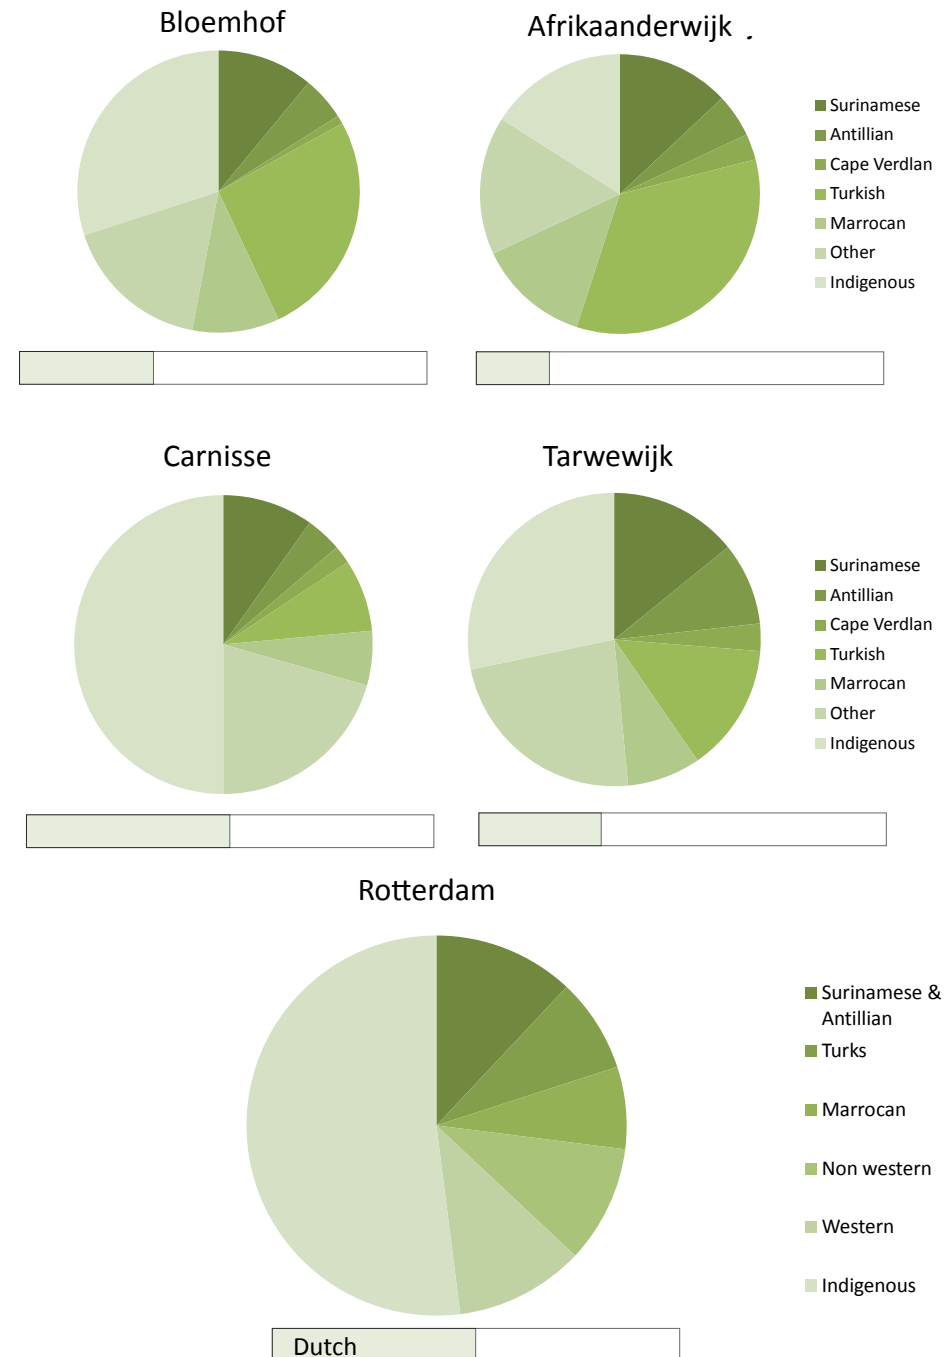 Bloemhof
Afrikaanderwijk
Surinamese
Antillian
Cape Verdlan
Turkish
Marrocan
Other
Indigenous
Carnisse
Tarwewijk
Surinamese
Antillian
Cape Verdlan
Turkish
Marrocan
Other
Indigenous
Rotterdam
Surinamese &
Antillian
Turks
Marrocan
Non western
Western
Indigenous
Dutch